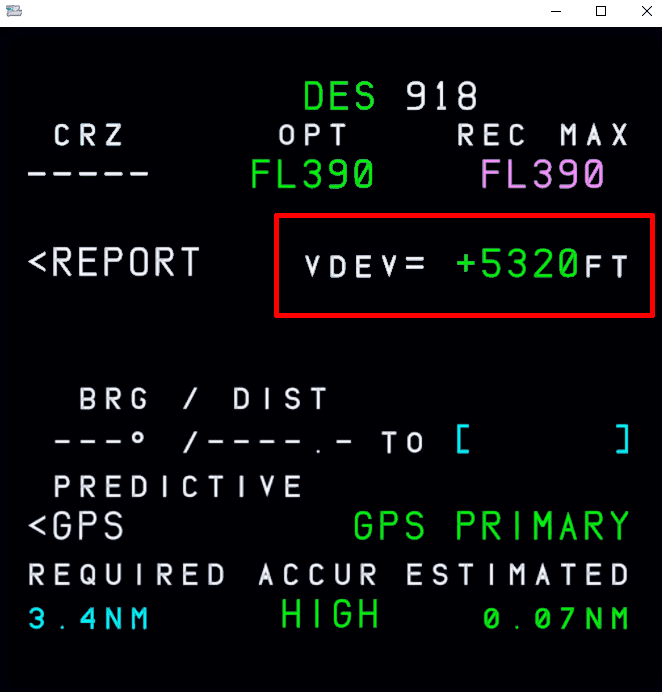 DES 918
CRZ OPT REC MAX
----- FL390 FL390
<REPORT VDEV= +5320FT
BRG / DIST
---° /----.- TO [ ]
PREDICTIVE
<GPS GPS PRIMARY
REQUIRED ACCUR ESTIMATED
3.4NM HIGH 0.07NM